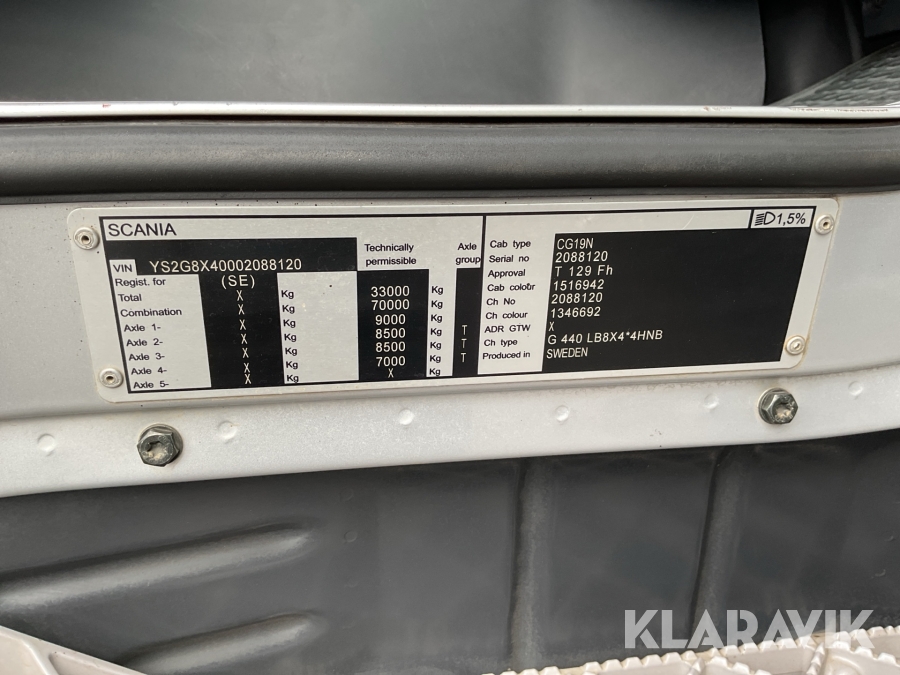 SCANIA
1,5%
VIN YS2G8X40002088120
Technically permissible
Axle group
Regist. for (SE)
Total X Kg 33000 Kg
Combination X Kg 70000 Kg
Axle 1- X Kg 9000 Kg
Axle 2- X Kg 8500 Kg T
Axle 3- X Kg 8500 Kg T
Axle 4- X Kg 7000 Kg T
Axle 5- X Kg X Kg
Cab type CG19N
Serial no 2088120
Approval T 129 Fh
Cab colour 1516942
Ch No 2088120
Ch colour 1346692
ADR GTW X
Ch type G 440 LB8X4*4HNB
Produced in SWEDEN
KLARAVIK